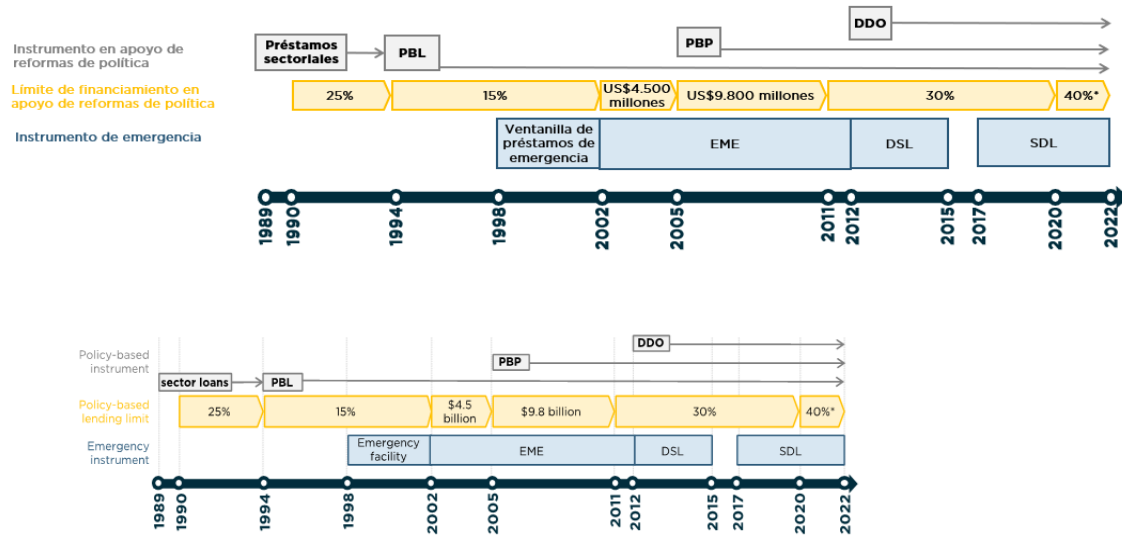 DDO
Instrumento en apoyo de
reformas de política
Préstamos
sectoriales
PBL
PBP
Límite de financiamiento en
apoyo de reformas de política
25%
15%
US$4.500
millones
US$9.800 millones
30%
40%*
Instrumento de emergencia
Ventanilla de
préstamos de
emergencia
EME
DSL
SDL
1989
1990
1994
1998
2002
2005
2011
2012
2015
2017
2020
2022
Policy-based
instrument
DDO
PBP
sector loans
PBL
Policy-based
lending limit
25%
15%
$4.5
billion
$9.8 billion
30%
40%*
Emergency
instrument
Emergency
facility
EME
DSL
SDL
1989
1990
1994
1998
2002
2005
2011
2012
2015
2017
2020
2022